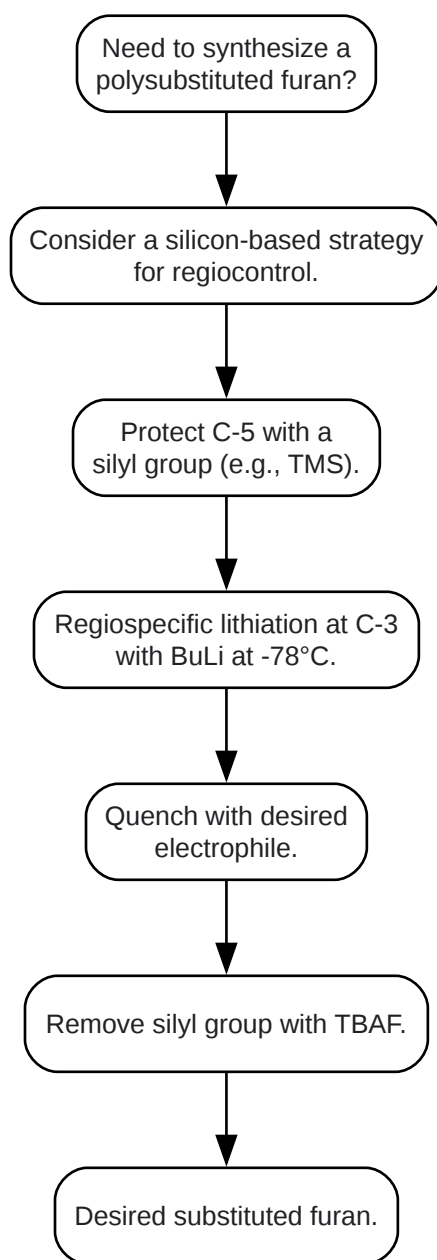 Need to synthesize a
polysubstituted furan?
Consider a silicon-based strategy
for regiocontrol.
Protect C-5 with a
silyl group (e.g., TMS).
Regiospecific lithiation at C-3
with BuLi at -78°C.
Quench with desired
electrophile.
Remove silyl group with TBAF.
Desired substituted furan.